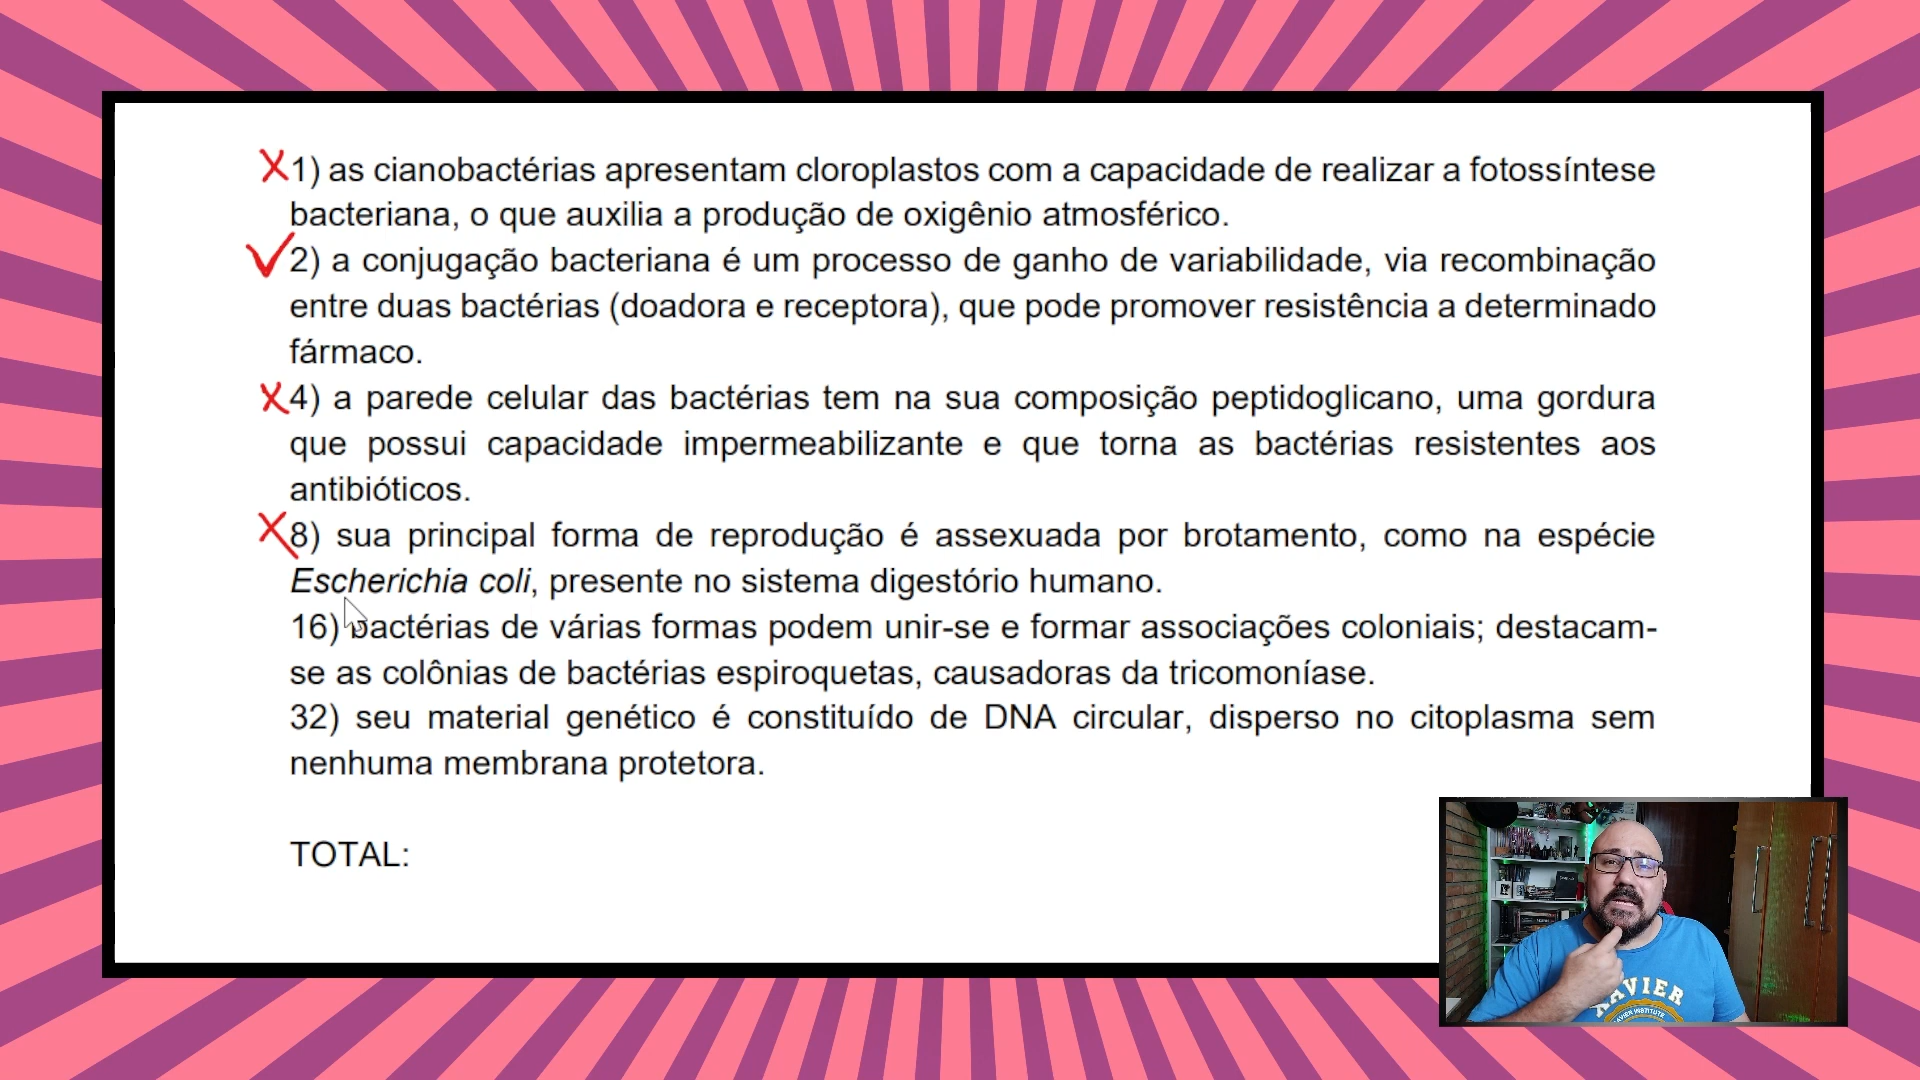 1) as cianobactérias apresentam cloroplastos com a capacidade de realizar a fotossíntese
bacteriana, o que auxilia a produção de oxigênio atmosférico.
2) a conjugação bacteriana é um processo de ganho de variabilidade, via recombinação
entre duas bactérias (doadora e receptora), que pode promover resistência a determinado
fármaco.
4) a parede celular das bactérias tem na sua composição peptidoglicano, uma gordura
que possui capacidade impermeabilizante e que torna as bactérias resistentes aos
antibióticos.
8) sua principal forma de reprodução é assexuada por brotamento, como na espécie
Escherichia coli, presente no sistema digestório humano.
16) bactérias de várias formas podem unir-se e formar associações coloniais; destacam-
se as colônias de bactérias espiroquetas, causadoras da tricomoníase.
32) seu material genético é constituído de DNA circular, disperso no citoplasma sem
nenhuma membrana protetora.
TOTAL:
XAVIER
XAVIER INSTITUTE